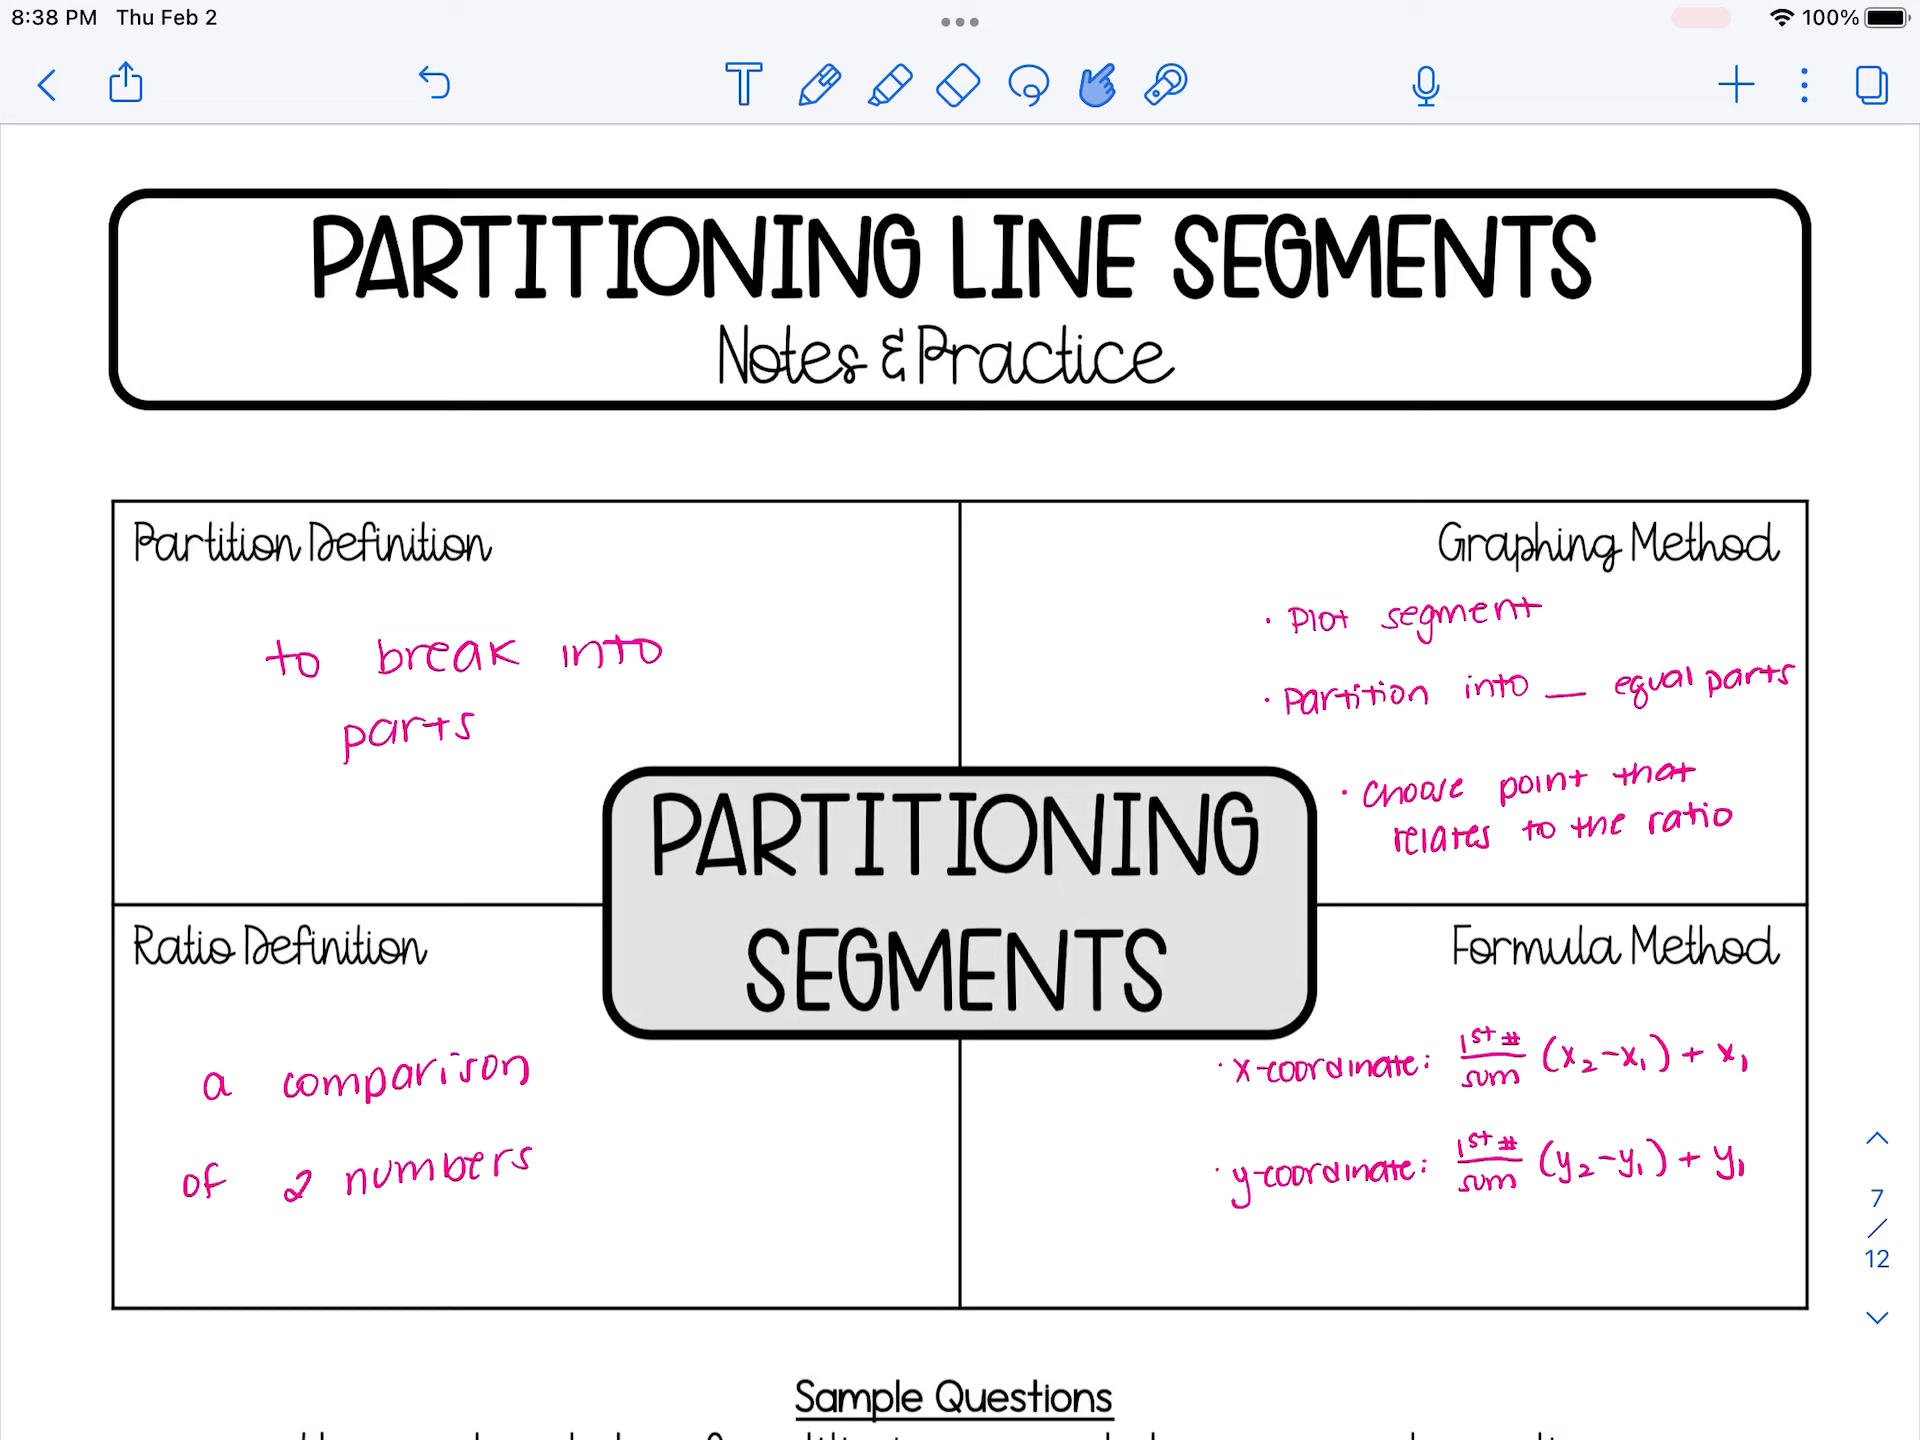 8:38 PM Thu Feb 2
100%
PARTITIONING LINE SEGMENTS
Notes & Practice
Partition Definition
to break into
parts
Graphing Method
· Plot segment
· Partition into __ equal parts
· Choose point that
relates to the ratio
PARTITIONING
SEGMENTS
Ratio Definition
a comparison
of 2 numbers
Formula Method
· x-coordinate: 1st #/sum (x₂-x₁) + x₁
· y-coordinate: 1st #/sum (y₂-y₁) + y₁
7
/
12
Sample Questions